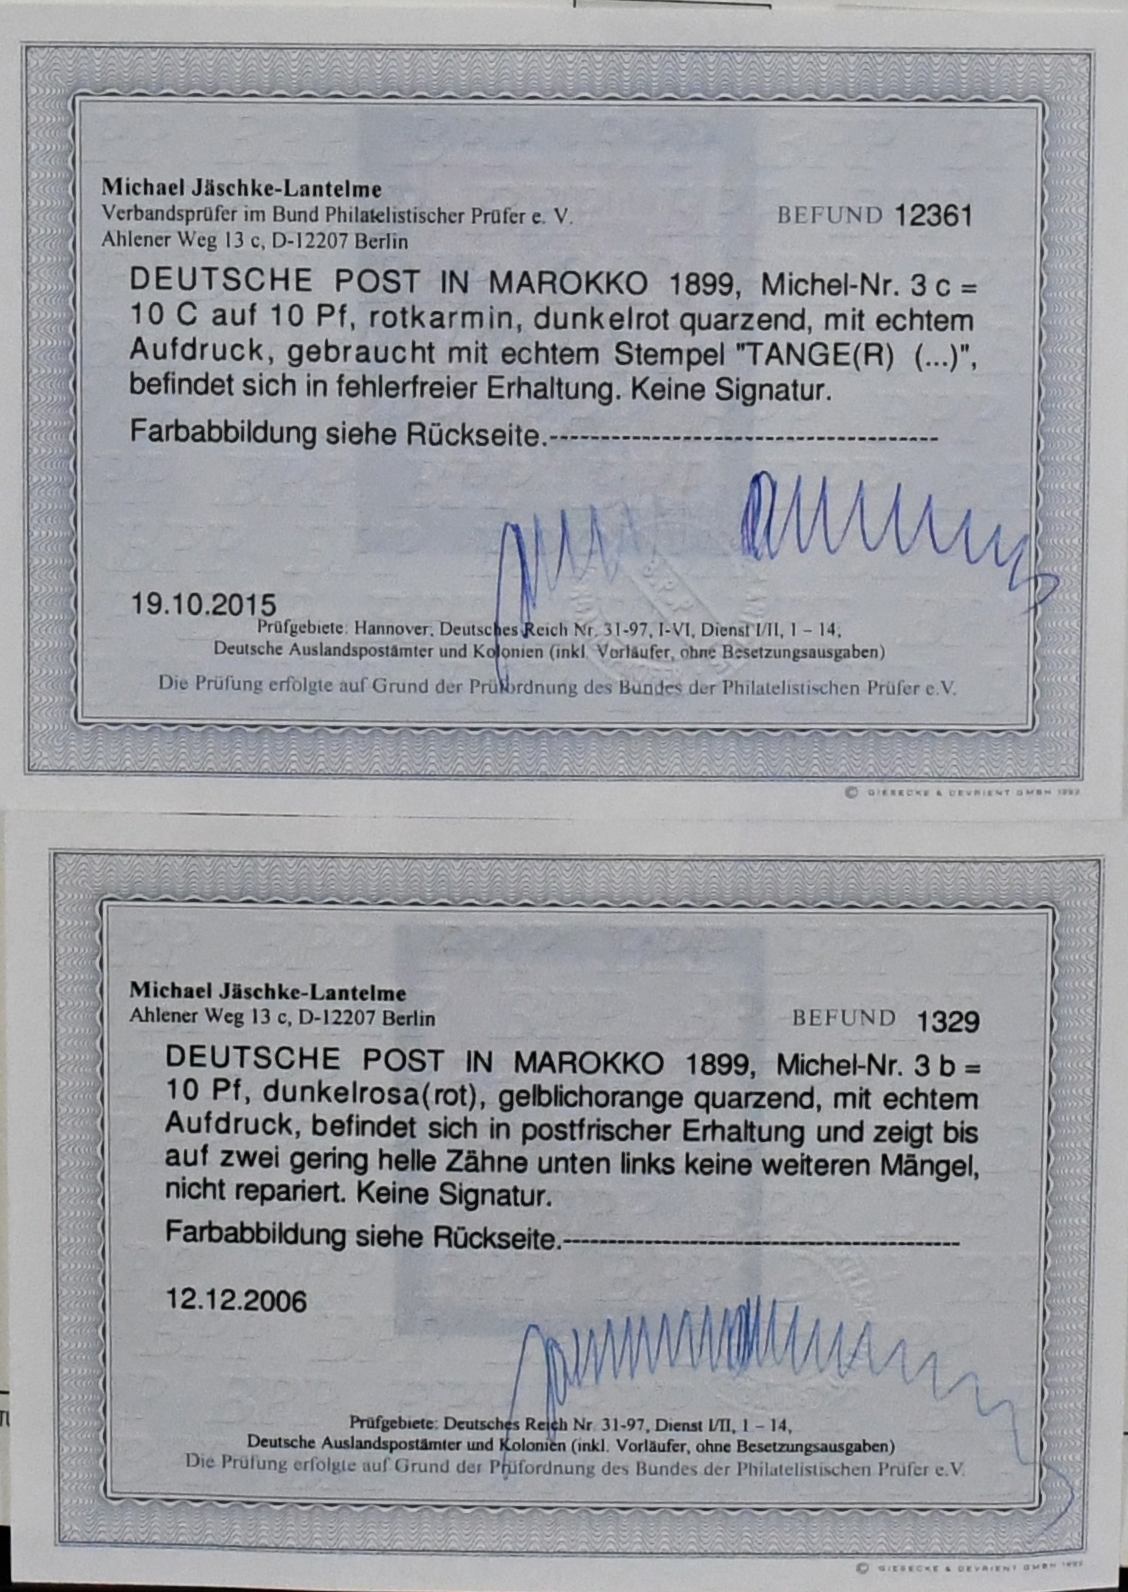 Michael Jäschke-Lantelme
Verbandsprüfer im Bund Philatelistischer Prüfer e. V.
Ahlener Weg 13 c, D-12207 Berlin
BEFUND 12361
DEUTSCHE POST IN MAROKKO 1899, Michel-Nr. 3 c =
10 C auf 10 Pf, rotkarmin, dunkelrot quarzend, mit echtem
Aufdruck, gebraucht mit echtem Stempel "TANGE(R) (...)",
befindet sich in fehlerfreier Erhaltung. Keine Signatur.
Farbabbildung siehe Rückseite.------------------------------------
19.10.2015
Prüfgebiete: Hannover, Deutsches Reich Nr. 31-97, I-VI, Dienst I/II, 1 – 14,
Deutsche Auslandspostämter und Kolonien (inkl. Vorläufer, ohne Besetzungsausgaben)
Die Prüfung erfolgte auf Grund der Prüfordnung des Bundes der Philatelistischen Prüfer e.V.
© GIESECKE & DEVRIENT GMBH 1992
Michael Jäschke-Lantelme
Ahlener Weg 13 c, D-12207 Berlin
BEFUND 1329
DEUTSCHE POST IN MAROKKO 1899, Michel-Nr. 3 b =
10 Pf, dunkelrosa(rot), gelblichorange quarzend, mit echtem
Aufdruck, befindet sich in postfrischer Erhaltung und zeigt bis
auf zwei gering helle Zähne unten links keine weiteren Mängel,
nicht repariert. Keine Signatur.
Farbabbildung siehe Rückseite.------------------------------------
12.12.2006
Prüfgebiete: Deutsches Reich Nr. 31-97, Dienst I/II, 1 – 14,
Deutsche Auslandspostämter und Kolonien (inkl. Vorläufer, ohne Besetzungsausgaben)
Die Prüfung erfolgte auf Grund der Prüfordnung des Bundes der Philatelistischen Prüfer e.V.
© GIESECKE & DEVRIENT GMBH 1992